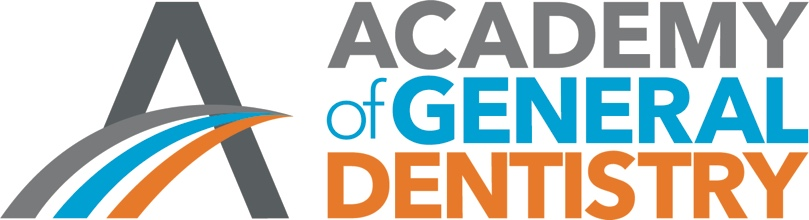 ACADEMY
of GENERAL
DENTISTRY